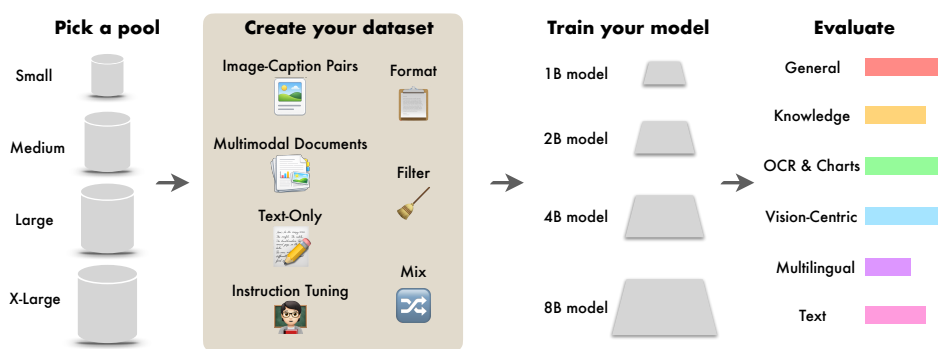 Pick a pool
Small
Medium
Large
X-Large
Create your dataset
Image-Caption Pairs
Multimodal Documents
Text-Only
Instruction Tuning
Format
Filter
Mix
Train your model
1B model
2B model
4B model
8B model
Evaluate
General
Knowledge
OCR & Charts
Vision-Centric
Multilingual
Text